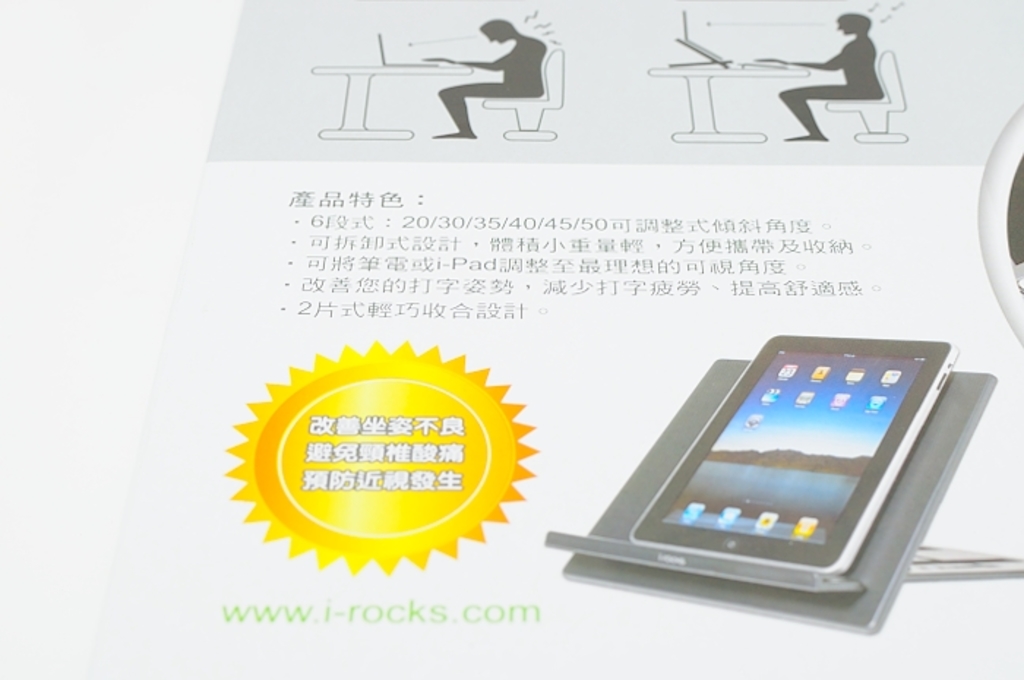 產品特色：
・6段式：20/30/35/40/45/50可調整式傾斜角度。
・可拆卸式設計，體積小重量輕，方便攜帶及收納。
・可將筆電或i-Pad調整至最理想的可視角度。
・改善您的打字姿勢，減少打字疲勞、提高舒適感。
・2片式輕巧收合設計。
改善坐姿不良
避免頸椎酸痛
預防近視發生
www.i-rocks.com